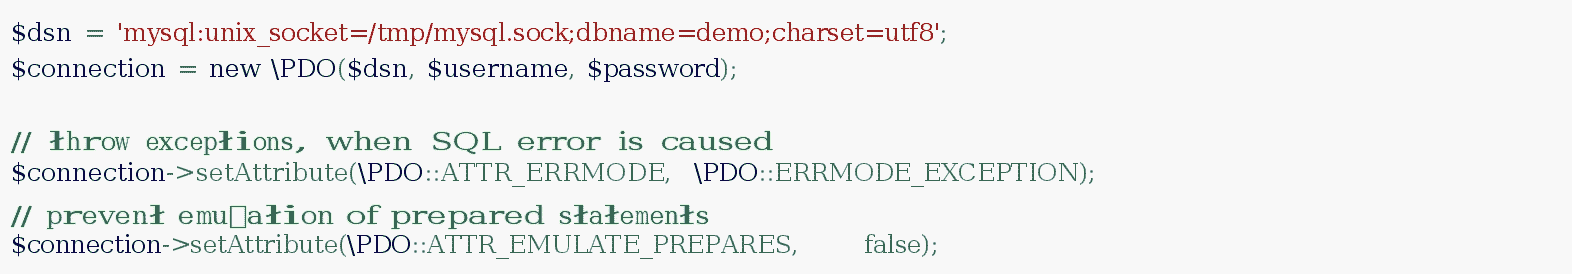 $dsn = 'mysql:unix_socket=/tmp/mysql.sock;dbname=demo;charset=utf8';
$connection = new \PDO($dsn, $username, $password);
// throw exceptions, when SQL error is caused
$connection->setAttribute(\PDO::ATTR_ERRMODE, \PDO::ERRMODE_EXCEPTION);
// prevent emulation of prepared statements
$connection->setAttribute(\PDO::ATTR_EMULATE_PREPARES, false);